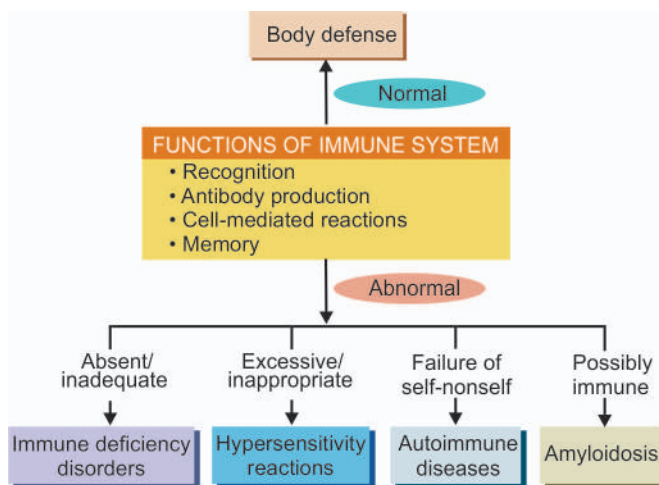 Body defense
Normal
FUNCTIONS OF IMMUNE SYSTEM
• Recognition
• Antibody production
• Cell-mediated reactions
• Memory
Abnormal
Absent/
inadequate
Excessive/
inappropriate
Failure of
self-nonself
Possibly
immune
Immune deficiency
disorders
Hypersensitivity
reactions
Autoimmune
diseases
Amyloidosis